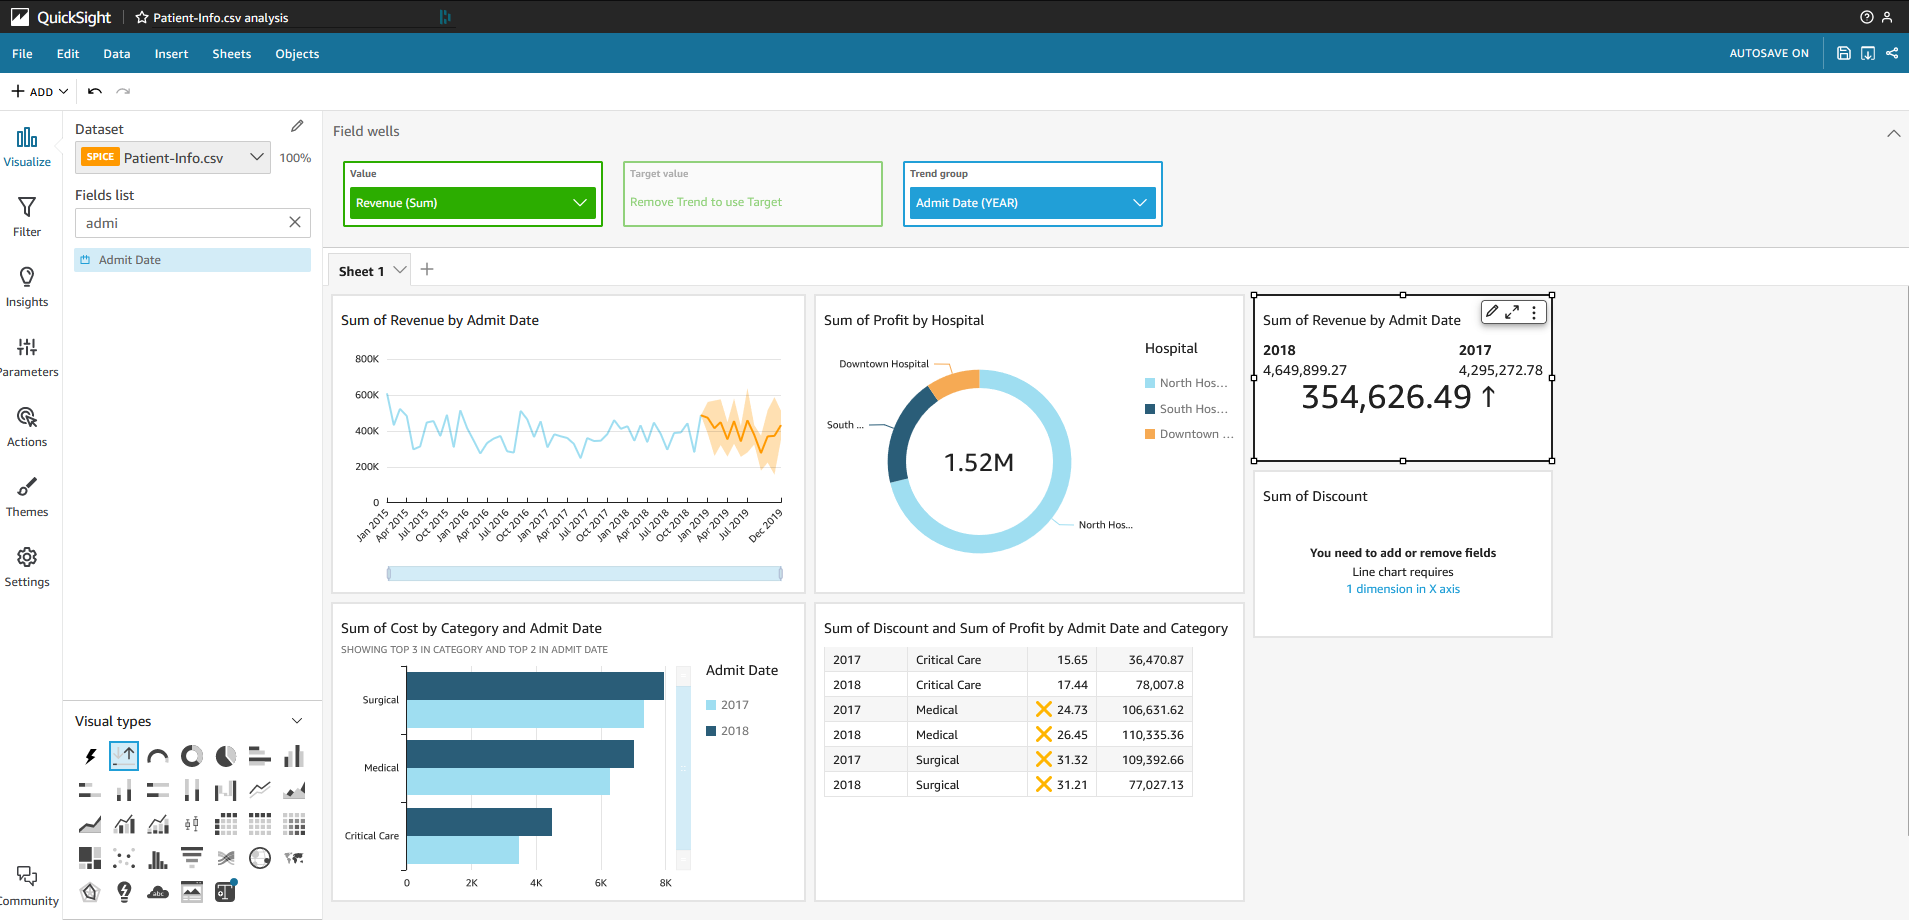 QuickSight
Patient-Info.csv analysis
File
Edit
Data
Insert
Sheets
Objects
AUTOSAVE ON
ADD
Visualize
Filter
Insights
Parameters
Actions
Themes
Settings
Community
Dataset
SPICE
Patient-Info.csv
100%
Fields list
admi
Admit Date
Visual types
abc
T
Field wells
Value
Revenue (Sum)
Target value
Remove Trend to use Target
Trend group
Admit Date (YEAR)
Sheet 1
Sum of Revenue by Admit Date
800K
600K
400K
200K
0
Jan 2015
Apr 2015
Jul 2015
Oct 2015
Jan 2016
Apr 2016
Jul 2016
Oct 2016
Jan 2017
Apr 2017
Jul 2017
Oct 2017
Jan 2018
Apr 2018
Jul 2018
Oct 2018
Jan 2019
Apr 2019
Jul 2019
Dec 2019
Sum of Profit by Hospital
Downtown Hospital
South ...
1.52M
North Hos...
Hospital
North Hos...
South Hos...
Downtown ...
Sum of Revenue by Admit Date
2018 2017
4,649,899.27 4,295,272.78
354,626.49 ↑
Sum of Discount
You need to add or remove fields
Line chart requires
1 dimension in X axis
Sum of Cost by Category and Admit Date
SHOWING TOP 3 IN CATEGORY AND TOP 2 IN ADMIT DATE
Surgical
Medical
Critical Care
0 2K 4K 6K 8K
Admit Date
2017
2018
Sum of Discount and Sum of Profit by Admit Date and Category
2017 Critical Care 15.65 36,470.87
2018 Critical Care 17.44 78,007.8
2017 Medical 24.73 106,631.62
2018 Medical 26.45 110,335.36
2017 Surgical 31.32 109,392.66
2018 Surgical 31.21 77,027.13